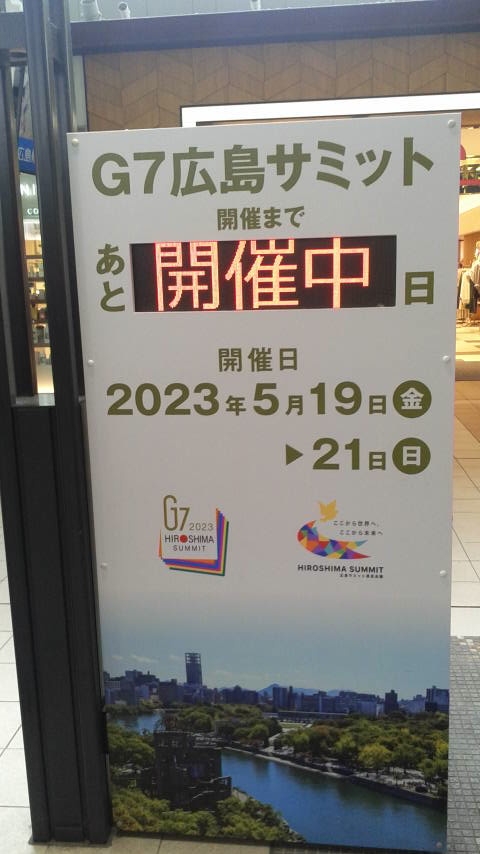 G7広島サミット
開催まで
あと 開催中 日
開催日
2023年5月19日金
▶21日日
G7 2023
HIROSHIMA
SUMMIT
ここから世界へ、
ここから未来へ
HIROSHIMA SUMMIT